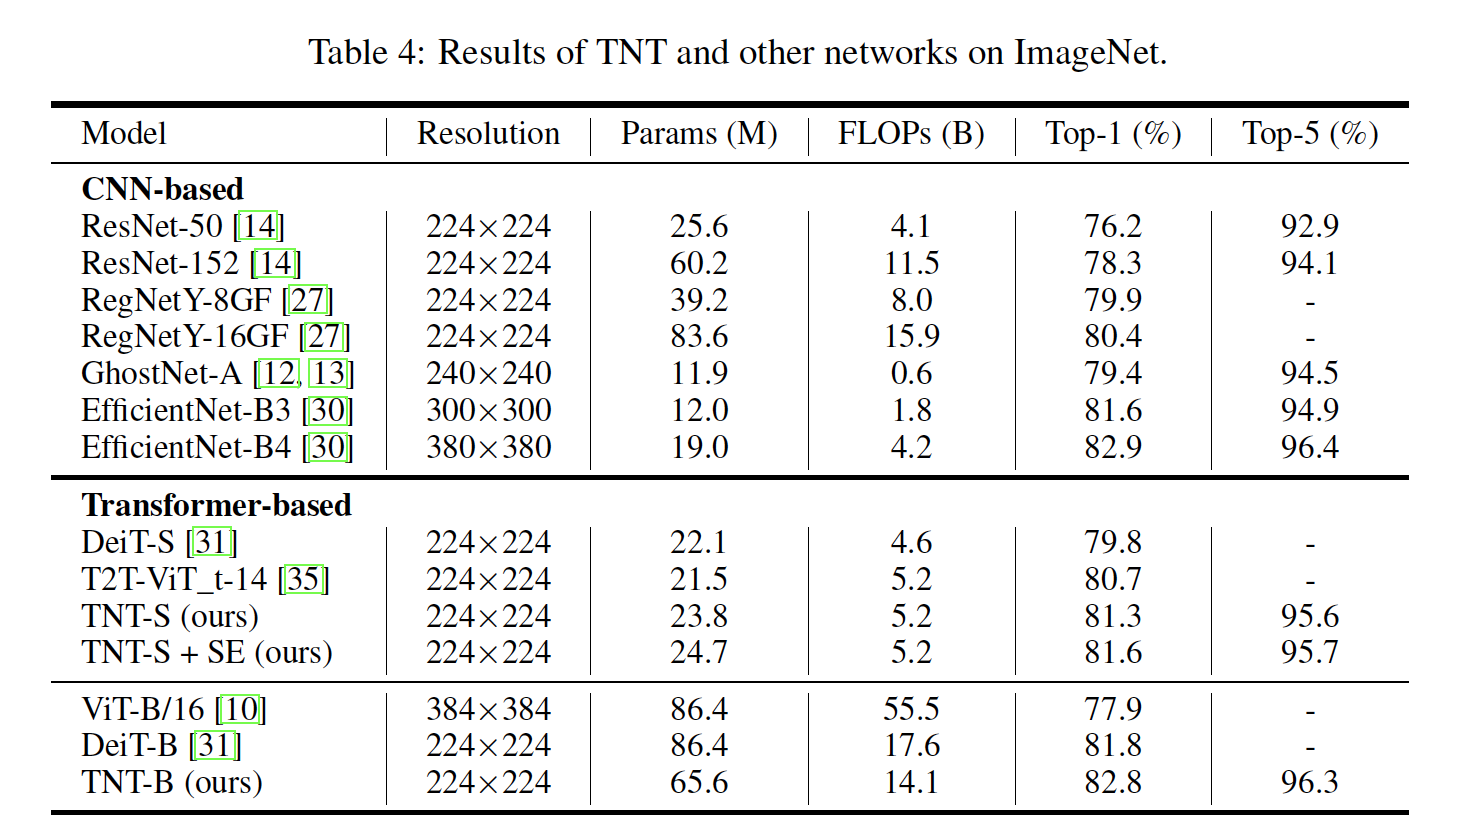 Table 4: Results of TNT and other networks on ImageNet.
Model Resolution Params (M) FLOPs (B) Top-1 (%) Top-5 (%)
CNN-based
ResNet-50 [14] 224×224 25.6 4.1 76.2 92.9
ResNet-152 [14] 224×224 60.2 11.5 78.3 94.1
RegNetY-8GF [27] 224×224 39.2 8.0 79.9 -
RegNetY-16GF [27] 224×224 83.6 15.9 80.4 -
GhostNet-A [12, 13] 240×240 11.9 0.6 79.4 94.5
EfficientNet-B3 [30] 300×300 12.0 1.8 81.6 94.9
EfficientNet-B4 [30] 380×380 19.0 4.2 82.9 96.4
Transformer-based
DeiT-S [31] 224×224 22.1 4.6 79.8 -
T2T-ViT_t-14 [35] 224×224 21.5 5.2 80.7 -
TNT-S (ours) 224×224 23.8 5.2 81.3 95.6
TNT-S + SE (ours) 224×224 24.7 5.2 81.6 95.7
ViT-B/16 [10] 384×384 86.4 55.5 77.9 -
DeiT-B [31] 224×224 86.4 17.6 81.8 -
TNT-B (ours) 224×224 65.6 14.1 82.8 96.3